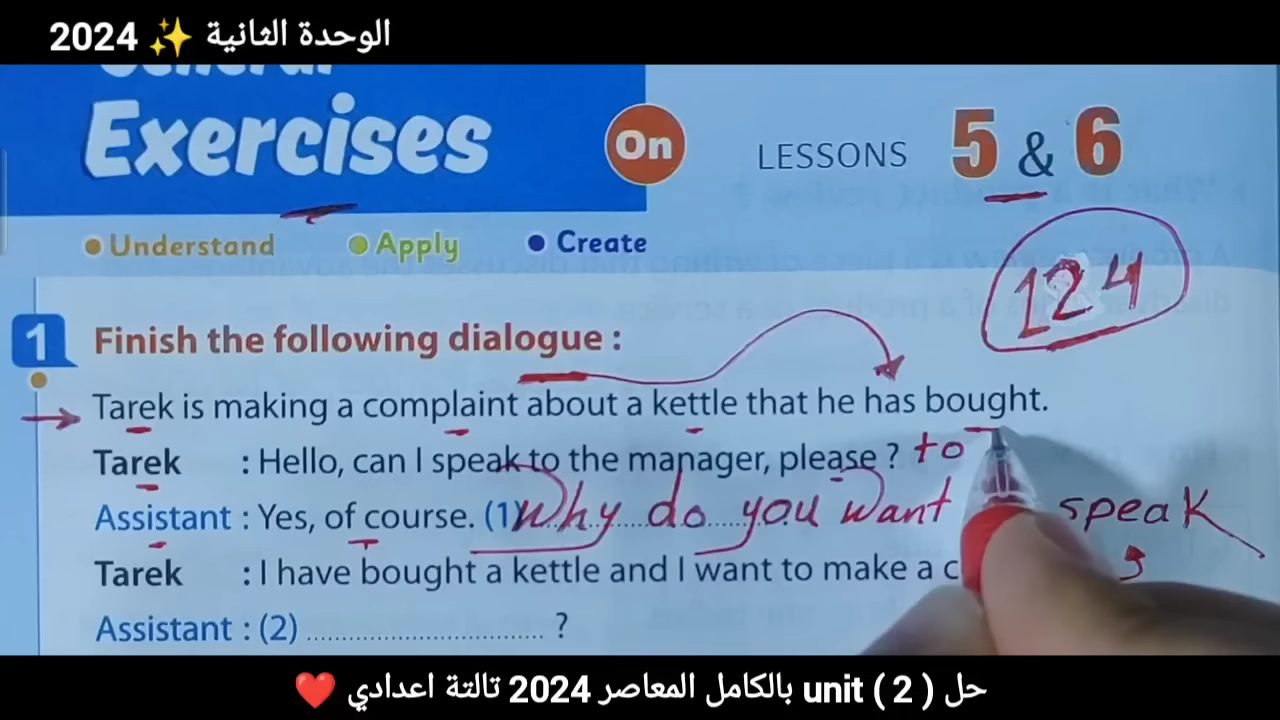 الوحدة الثانية ✨ 2024
Exercises On LESSONS 5 & 6
Understand Apply Create
124
1 Finish the following dialogue :
Tarek is making a complaint about a kettle that he has bought.
Tarek : Hello, can I speak to the manager, please ? to
Assistant : Yes, of course. (1) Why do you want speak
Tarek : I have bought a kettle and I want to make a c
Assistant : (2) ........................................ ?
حل unit ( 2 ) بالكامل المعاصر 2024 تالتة اعدادي ❤️